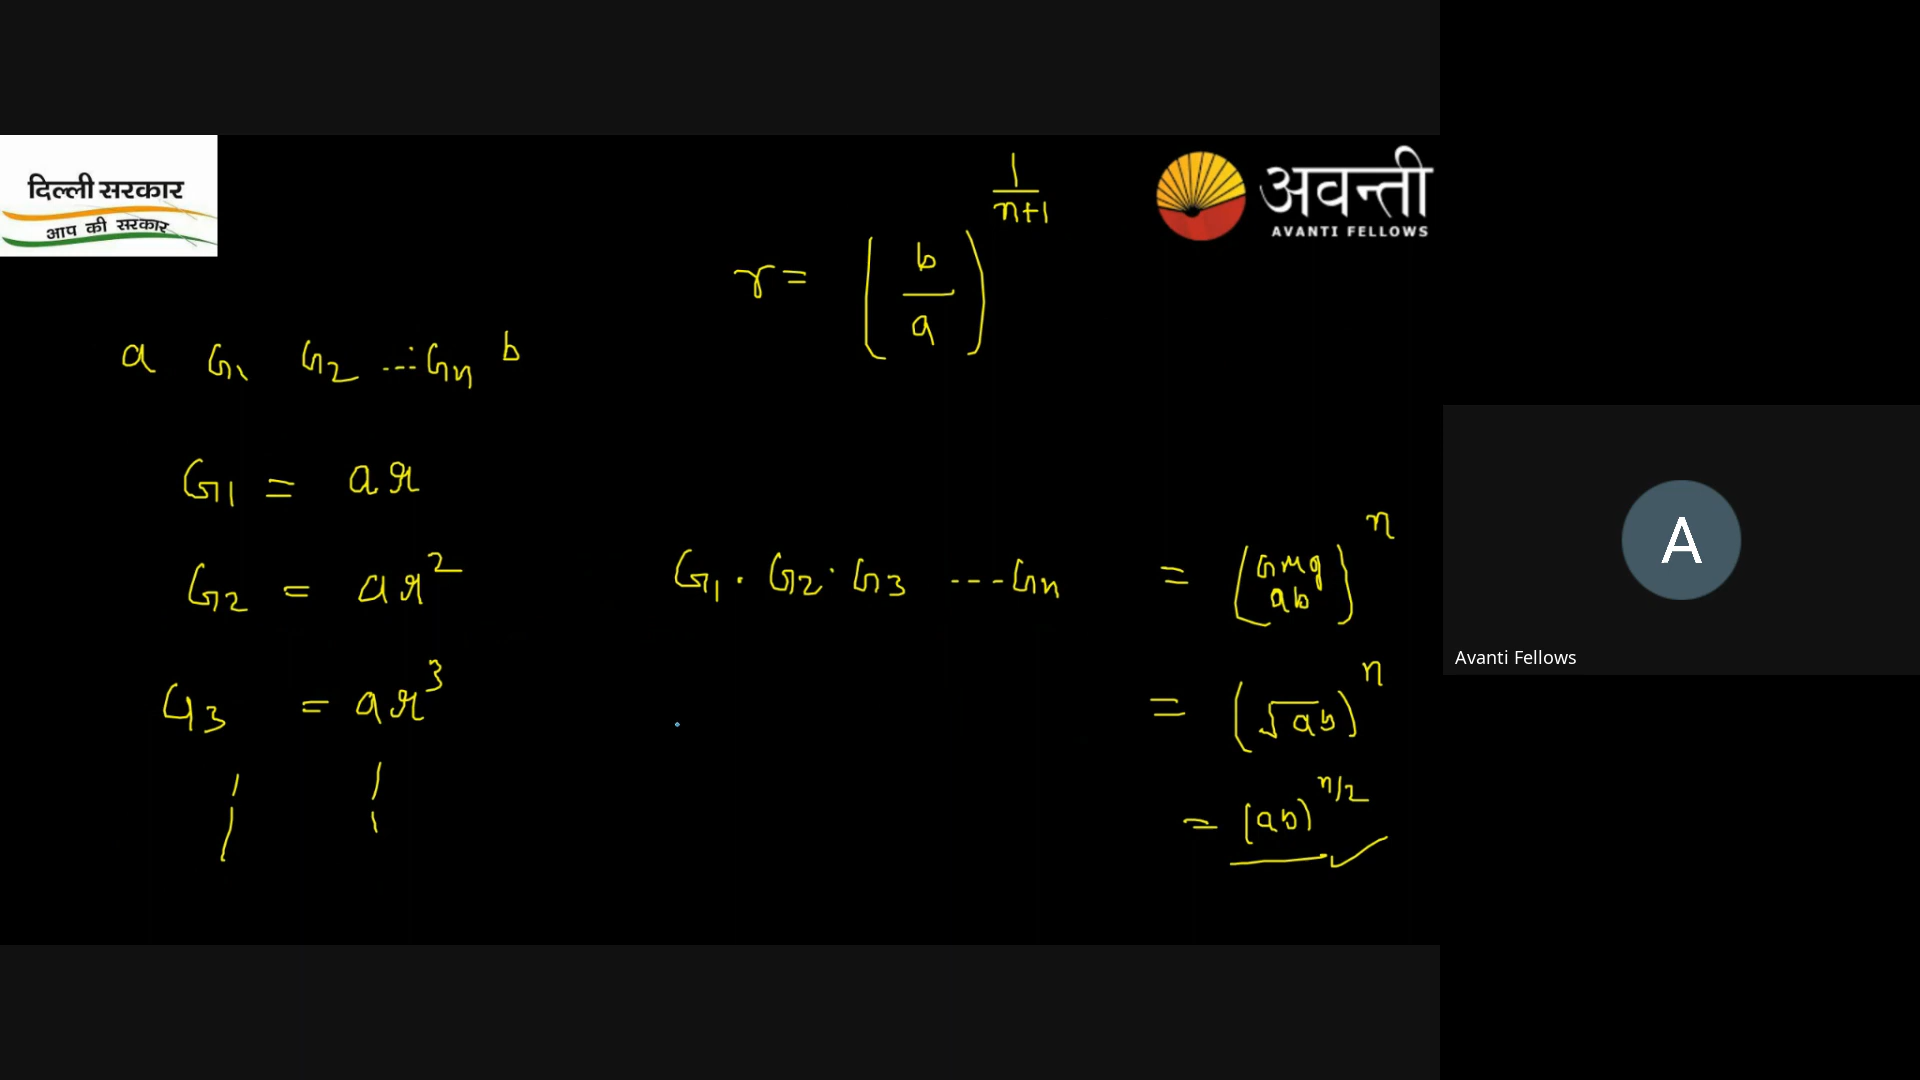 दिल्ली सरकार
आप की सरकार
अवन्ती
AVANTI FELLOWS
r = (b/a)^(1/(n+1))
a G1 G2 ...Gn b
G1 = ar
G2 = ar^2
G3 = ar^3
G1 . G2 . G3 ---Gn = (GM of ab)^n
= (√ab)^n
= (ab)^(n/2) ✓
A
Avanti Fellows